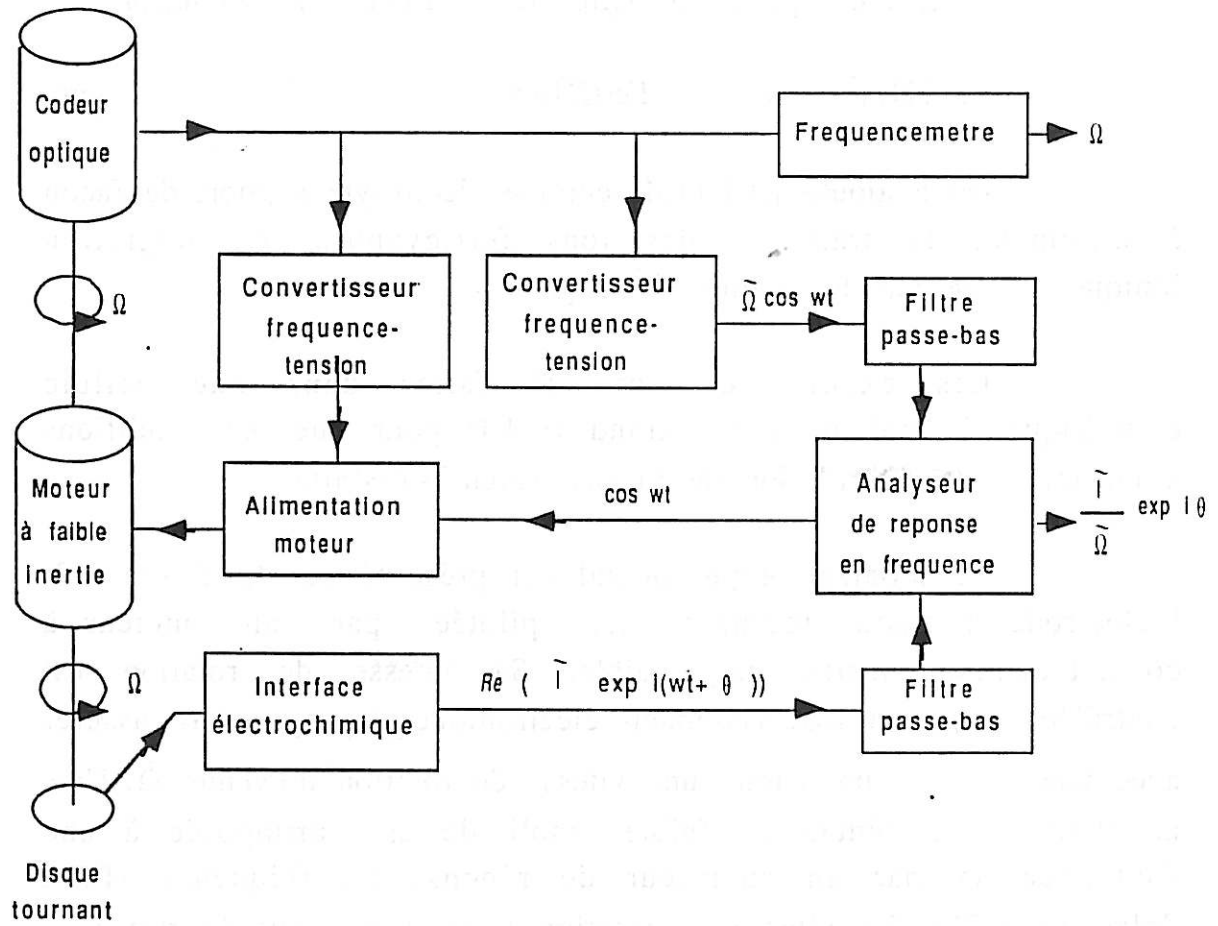 Codeur
optique
Frequencemetre
Ω
Ω
Convertisseur
frequence-
tension
Convertisseur
frequence-
tension
Ω̃ cos wt
Filtre
passe-bas
Moteur
à faible
inertie
Alimentation
moteur
cos wt
Analyseur
de reponse
en frequence
Ĩ
Ω̃
exp i θ
Ω
Interface
électrochimique
Re ( Ĩ exp i(wt+ θ ))
Filtre
passe-bas
Disque
tournant